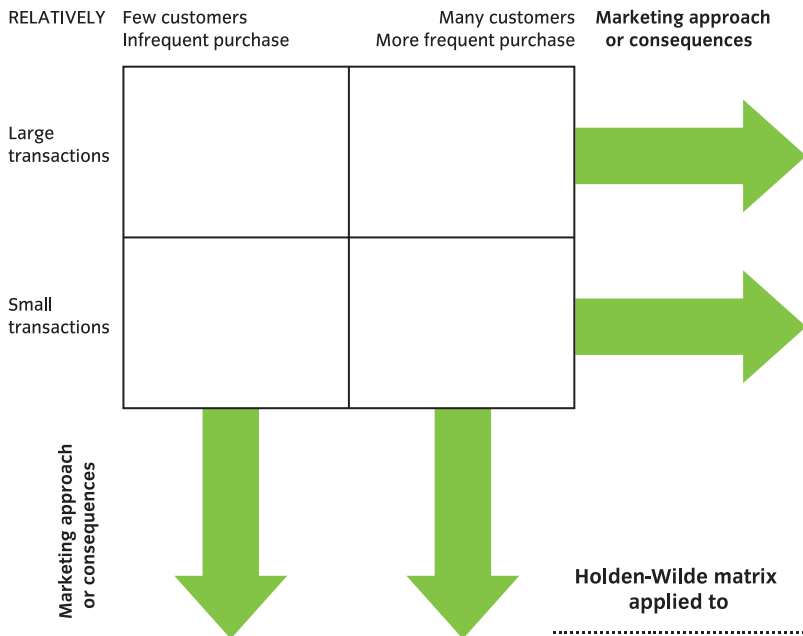 RELATIVELY
Few customers
Infrequent purchase
Many customers
More frequent purchase
Marketing approach
or consequences
Large
transactions
Small
transactions
Marketing approach
or consequences
Holden-Wilde matrix
applied to